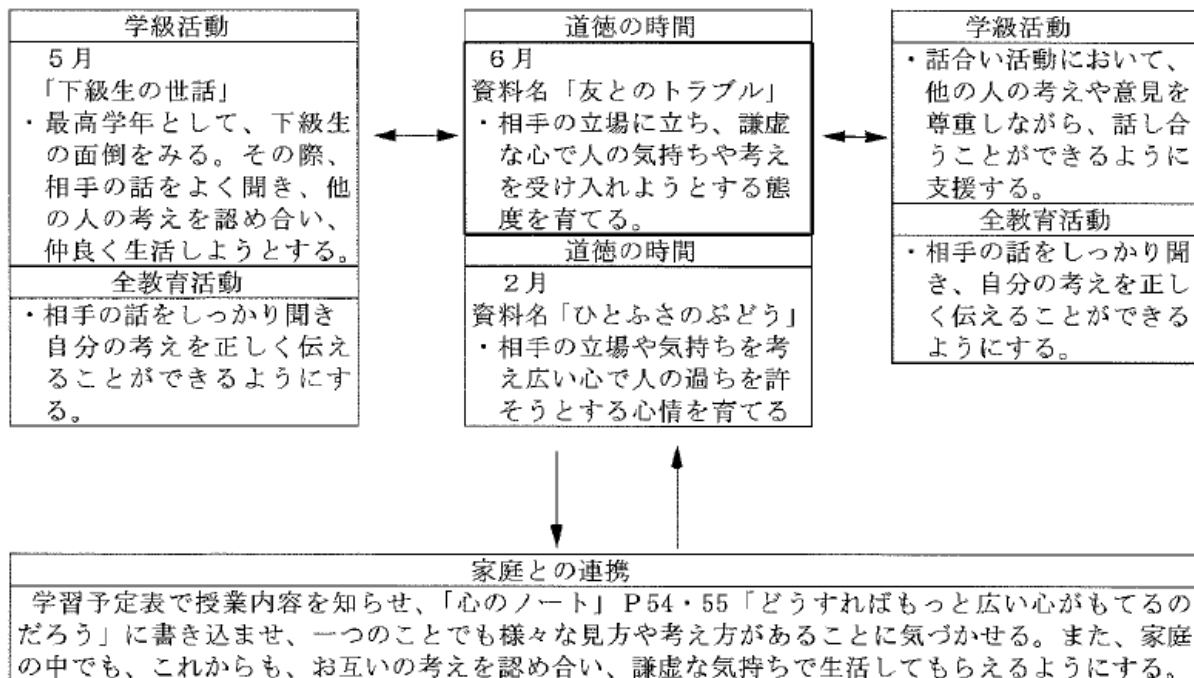 学級活動
5月
「下級生の世話」
・最高学年として、下級生
の面倒をみる。その際、
相手の話をよく聞き、他
の人の考えを認め合い、
仲良く生活しようとする。
全教育活動
・相手の話をしっかり聞き
自分の考えを正しく伝え
ることができるようにす
る。
道徳の時間
6月
資料名「友とのトラブル」
・相手の立場に立ち、謙虚
な心で人の気持ちや考え
を受け入れようとする態
度を育てる。
道徳の時間
2月
資料名「ひとふさのぶどう」
・相手の立場や気持ちを考
え広い心で人の過ちを許
そうとする心情を育てる
学級活動
・話合い活動において、
他の人の考えや意見を
尊重しながら、話し合
うことができるように
支援する。
全教育活動
・相手の話をしっかり聞
き、自分の考えを正し
く伝えることができる
ようにする。
家庭との連携
学習予定表で授業内容を知らせ、「心のノート」P54・55「どうすればもっと広い心がもてるの
だろう」に書き込ませ、一つのことでも様々な見方や考え方があることに気づかせる。また、家庭
の中でも、これからも、お互いの考えを認め合い、謙虚な気持ちで生活してもらえるようにする。